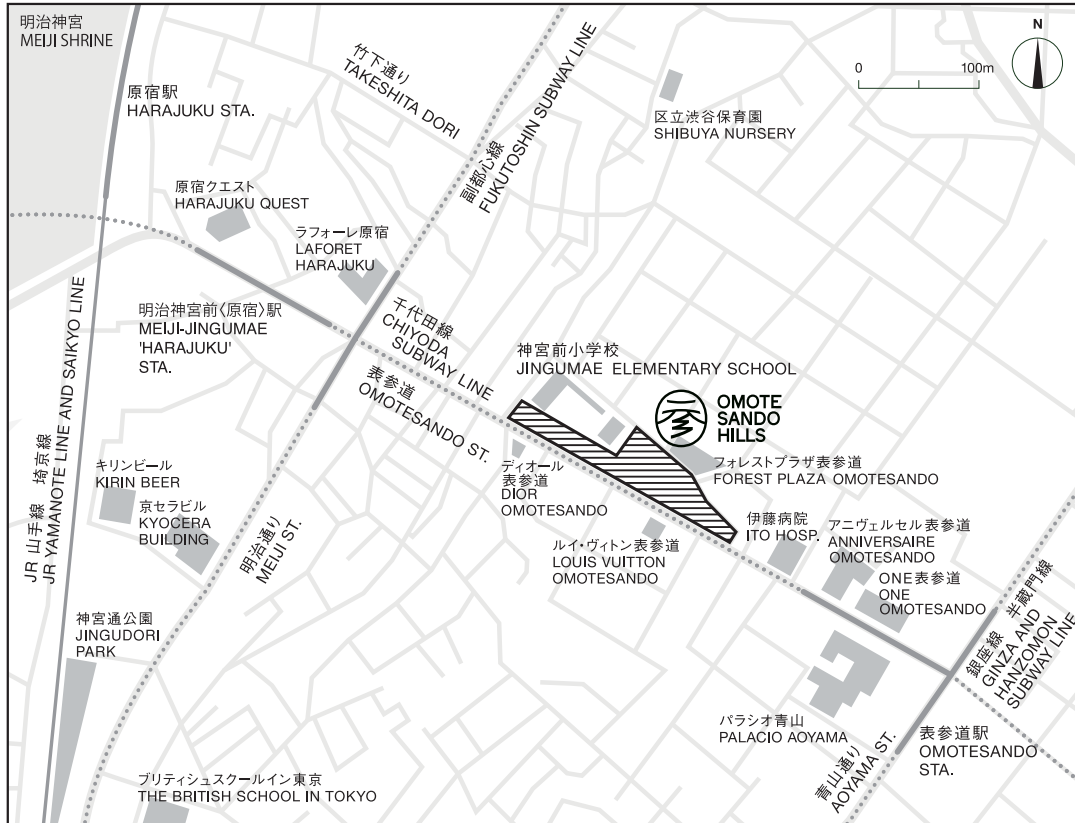 明治神宮
MEIJI SHRINE
原宿駅
HARAJUKU STA.
竹下通り
TAKESHITA DORI
副都心線
FUKUTOSHIN SUBWAY LINE
区立渋谷保育園
SHIBUYA NURSERY
0
100m
N
原宿クエスト
HARAJUKU QUEST
ラフォーレ原宿
LAFORET
HARAJUKU
明治神宮前〈原宿〉駅
MEIJI-JINGUMAE
'HARAJUKU'
STA.
千代田線
CHIYODA
SUBWAY LINE
表参道
OMOTESANDO ST.
神宮前小学校
JINGUMAE ELEMENTARY SCHOOL
OMOTE
SANDO
HILLS
フォレストプラザ表参道
FOREST PLAZA OMOTESANDO
ディオール
表参道
DIOR
OMOTESANDO
ルイ・ヴィトン表参道
LOUIS VUITTON
OMOTESANDO
伊藤病院
ITO HOSP.
アニヴェルセル表参道
ANNIVERSAIRE
OMOTESANDO
ONE表参道
ONE
OMOTESANDO
銀座線 半蔵門線
GINZA AND
HANZOMON
SUBWAY LINE
JR 山手線 埼京線
JR YAMANOTE LINE AND SAIKYO LINE
キリンビール
KIRIN BEER
京セラビル
KYOCERA
BUILDING
明治通り
MEIJI ST.
神宮通公園
JINGUDORI
PARK
パラシオ青山
PALACIO AOYAMA
青山通り
AOYAMA ST.
表参道駅
OMOTESANDO
STA.
ブリティッシュスクールイン東京
THE BRITISH SCHOOL IN TOKYO